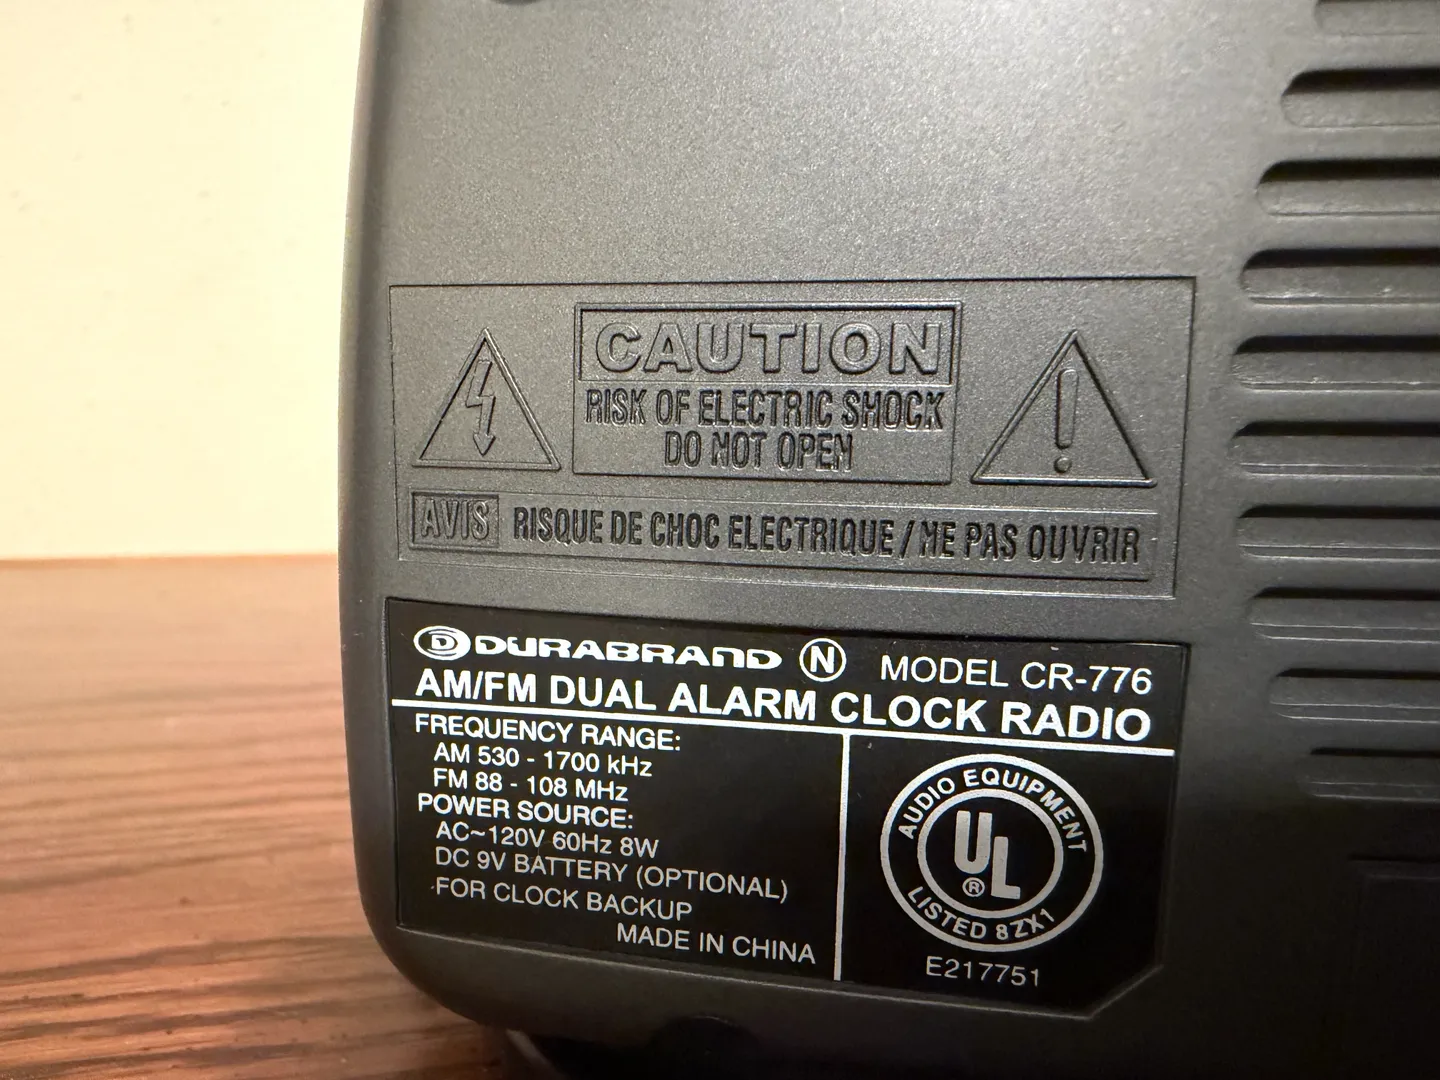 CAUTION
RISK OF ELECTRIC SHOCK
DO NOT OPEN
AVIS RISQUE DE CHOC ELECTRIQUE / NE PAS OUVRIR
D DURABRAND N MODEL CR-776
AM/FM DUAL ALARM CLOCK RADIO
FREQUENCY RANGE:
AM 530 - 1700 kHz
FM 88 - 108 MHz
POWER SOURCE:
AC~120V 60Hz 8W
DC 9V BATTERY (OPTIONAL)
FOR CLOCK BACKUP
MADE IN CHINA
AUDIO EQUIPMENT
UL ®
LISTED 8ZX1
E217751